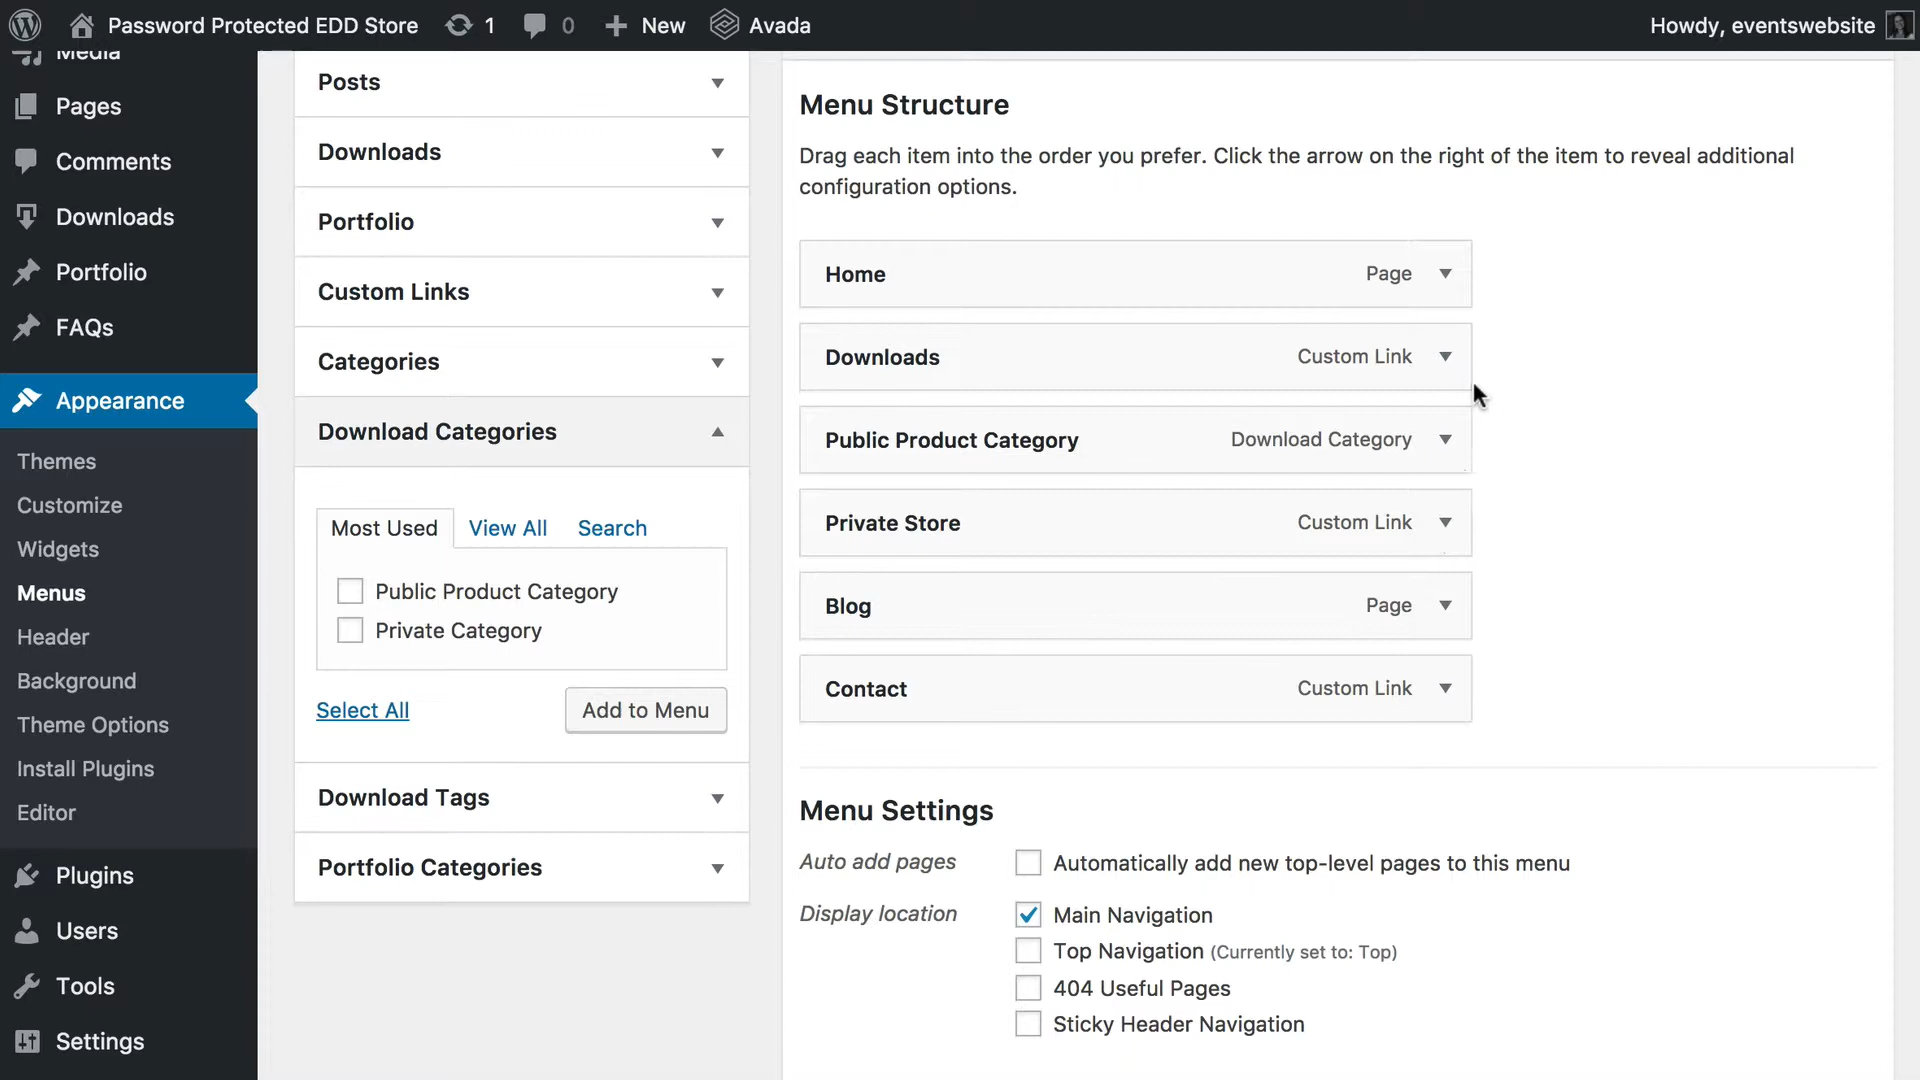 Password Protected EDD Store 1 0 New Avada Howdy, eventswebsite
Media
Pages
Comments
Downloads
Portfolio
FAQs
Appearance
Themes
Customize
Widgets
Menus
Header
Background
Theme Options
Install Plugins
Editor
Plugins
Users
Tools
Settings
Posts
Downloads
Portfolio
Custom Links
Categories
Download Categories
Most Used View All Search
Public Product Category
Private Category
Select All Add to Menu
Download Tags
Portfolio Categories
Menu Structure
Drag each item into the order you prefer. Click the arrow on the right of the item to reveal additional
configuration options.
Home Page
Downloads Custom Link
Public Product Category Download Category
Private Store Custom Link
Blog Page
Contact Custom Link
Menu Settings
Auto add pages Automatically add new top-level pages to this menu
Display location Main Navigation
Top Navigation (Currently set to: Top)
404 Useful Pages
Sticky Header Navigation